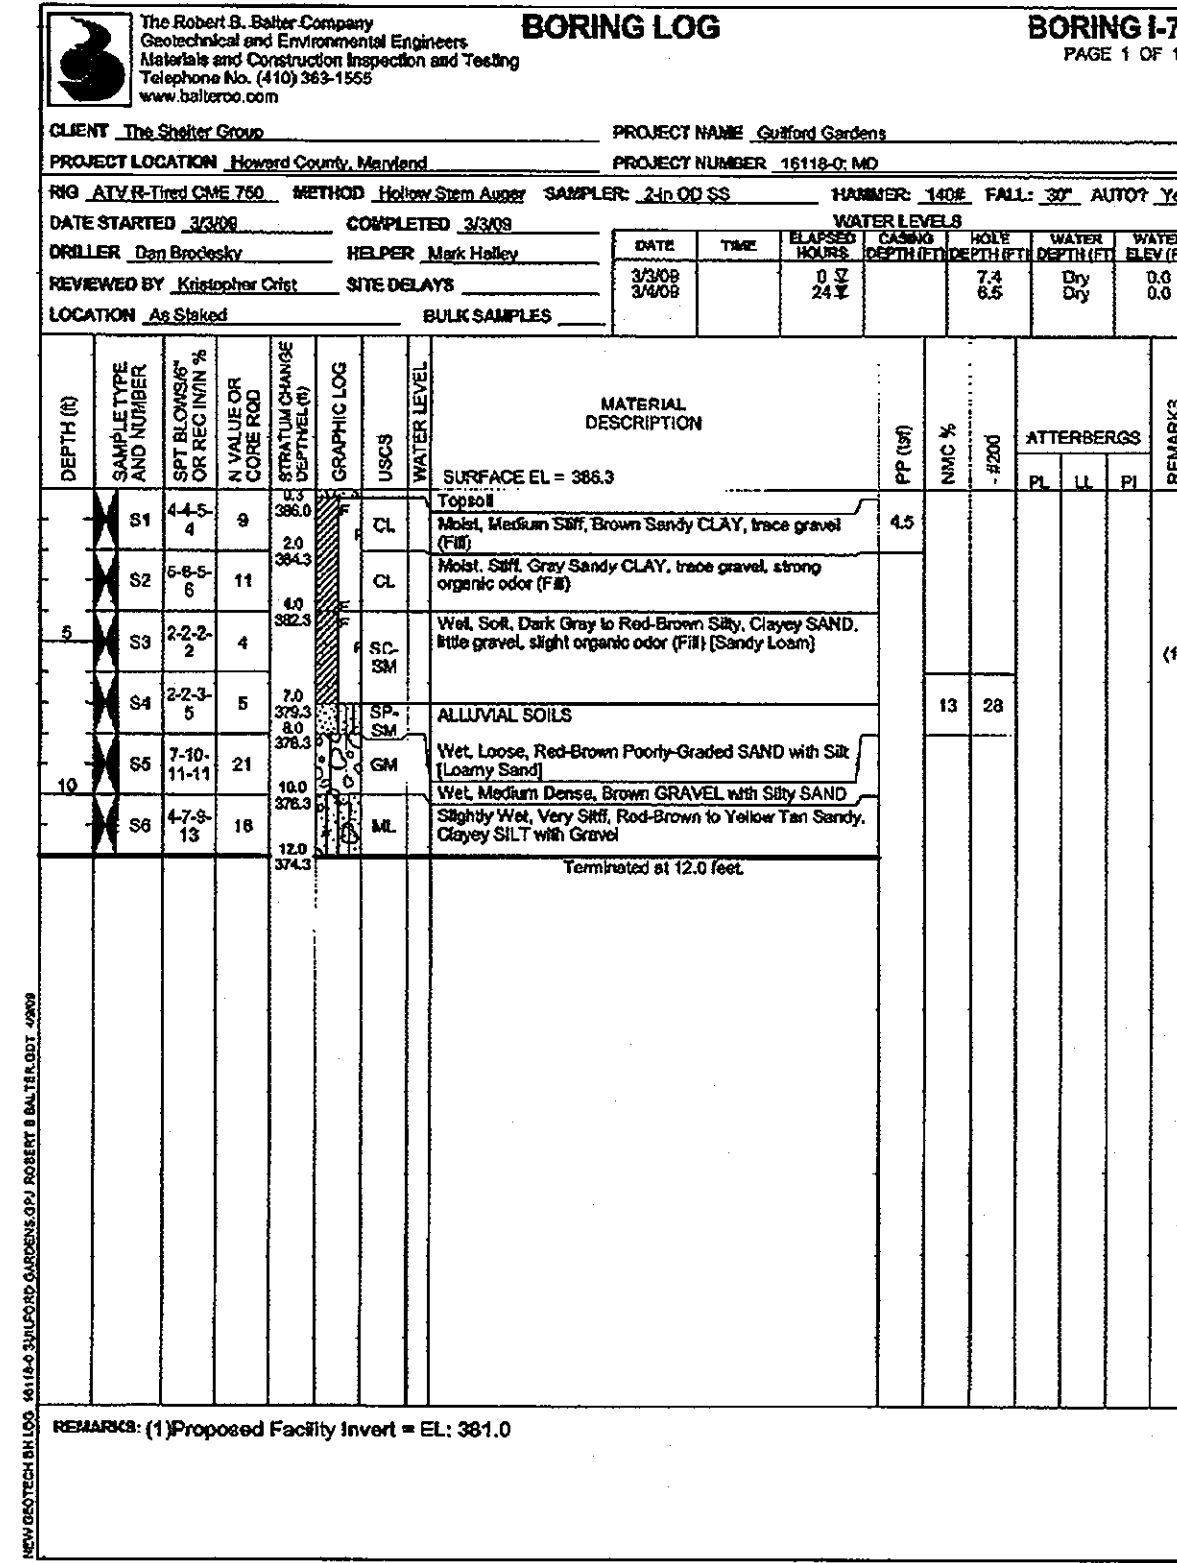 The Robert B. Balter Company
Geotechnical and Environmental Engineers
Materials and Construction Inspection and Testing
Telephone No. (410) 363-1555
www.balterco.com
BORING LOG
BORING I-7
PAGE 1 OF 1
CLIENT The Shelter Group
PROJECT NAME Guilford Gardens
PROJECT LOCATION Howard County, Maryland
PROJECT NUMBER 16118-0; MD
RIG ATV R-Tired CME 750 METHOD Hollow Stem Auger SAMPLER: 2-in OD SS HAMMER: 140# FALL: 30" AUTO? Ye
DATE STARTED 3/3/09 COMPLETED 3/3/09
DRILLER Dan Brodesky HELPER Mark Halley
REVIEWED BY Kristopher Crist SITE DELAYS
LOCATION As Staked BULK SAMPLES
WATER LEVELS
DATE TIME ELAPSED HOURS CASING DEPTH (FT) HOLE DEPTH (FT) WATER DEPTH (FT) WATE ELEV (F
3/3/09 0 7.4 Dry 0.0
3/4/09 24 6.5 Dry 0.0
DEPTH (ft)
SAMPLE TYPE AND NUMBER
SPT BLOWS/6" OR REC IN/IN %
N VALUE OR CORE RQD
STRATUM CHANGE DEPTH/EL (ft)
GRAPHIC LOG
USCS
WATER LEVEL
MATERIAL
DESCRIPTION
SURFACE EL = 386.3
PP (tsf)
NMC %
- #200
ATTERBERGS
PL LL PI
REMARKS
0.3
386.0
Topsoil
S1 4-4-5-4 9 CL
Moist, Medium Stiff, Brown Sandy CLAY, trace gravel
(Fill)
4.5
2.0
384.3
S2 5-6-5-6 11 CL
Moist, Stiff, Gray Sandy CLAY, trace gravel, strong
organic odor (Fill)
4.0
382.3
5
S3 2-2-2-2 4 SC-SM
Wet, Soft, Dark Gray to Red-Brown Silty, Clayey SAND,
little gravel, slight organic odor (Fill) [Sandy Loam]
(1
S4 2-2-3-5 5
7.0
379.3
SP-SM
ALLUVIAL SOILS
13 28
8.0
378.3
S5 7-10-11-11 21 GM
Wet, Loose, Red-Brown Poorly-Graded SAND with Silt
[Loamy Sand]
10
10.0
376.3
Wet, Medium Dense, Brown GRAVEL with Silty SAND
S6 4-7-9-13 16 ML
Slightly Wet, Very Stiff, Red-Brown to Yellow Tan Sandy,
Clayey SILT with Gravel
12.0
374.3
Terminated at 12.0 feet.
REMARKS: (1)Proposed Facility Invert = EL: 381.0